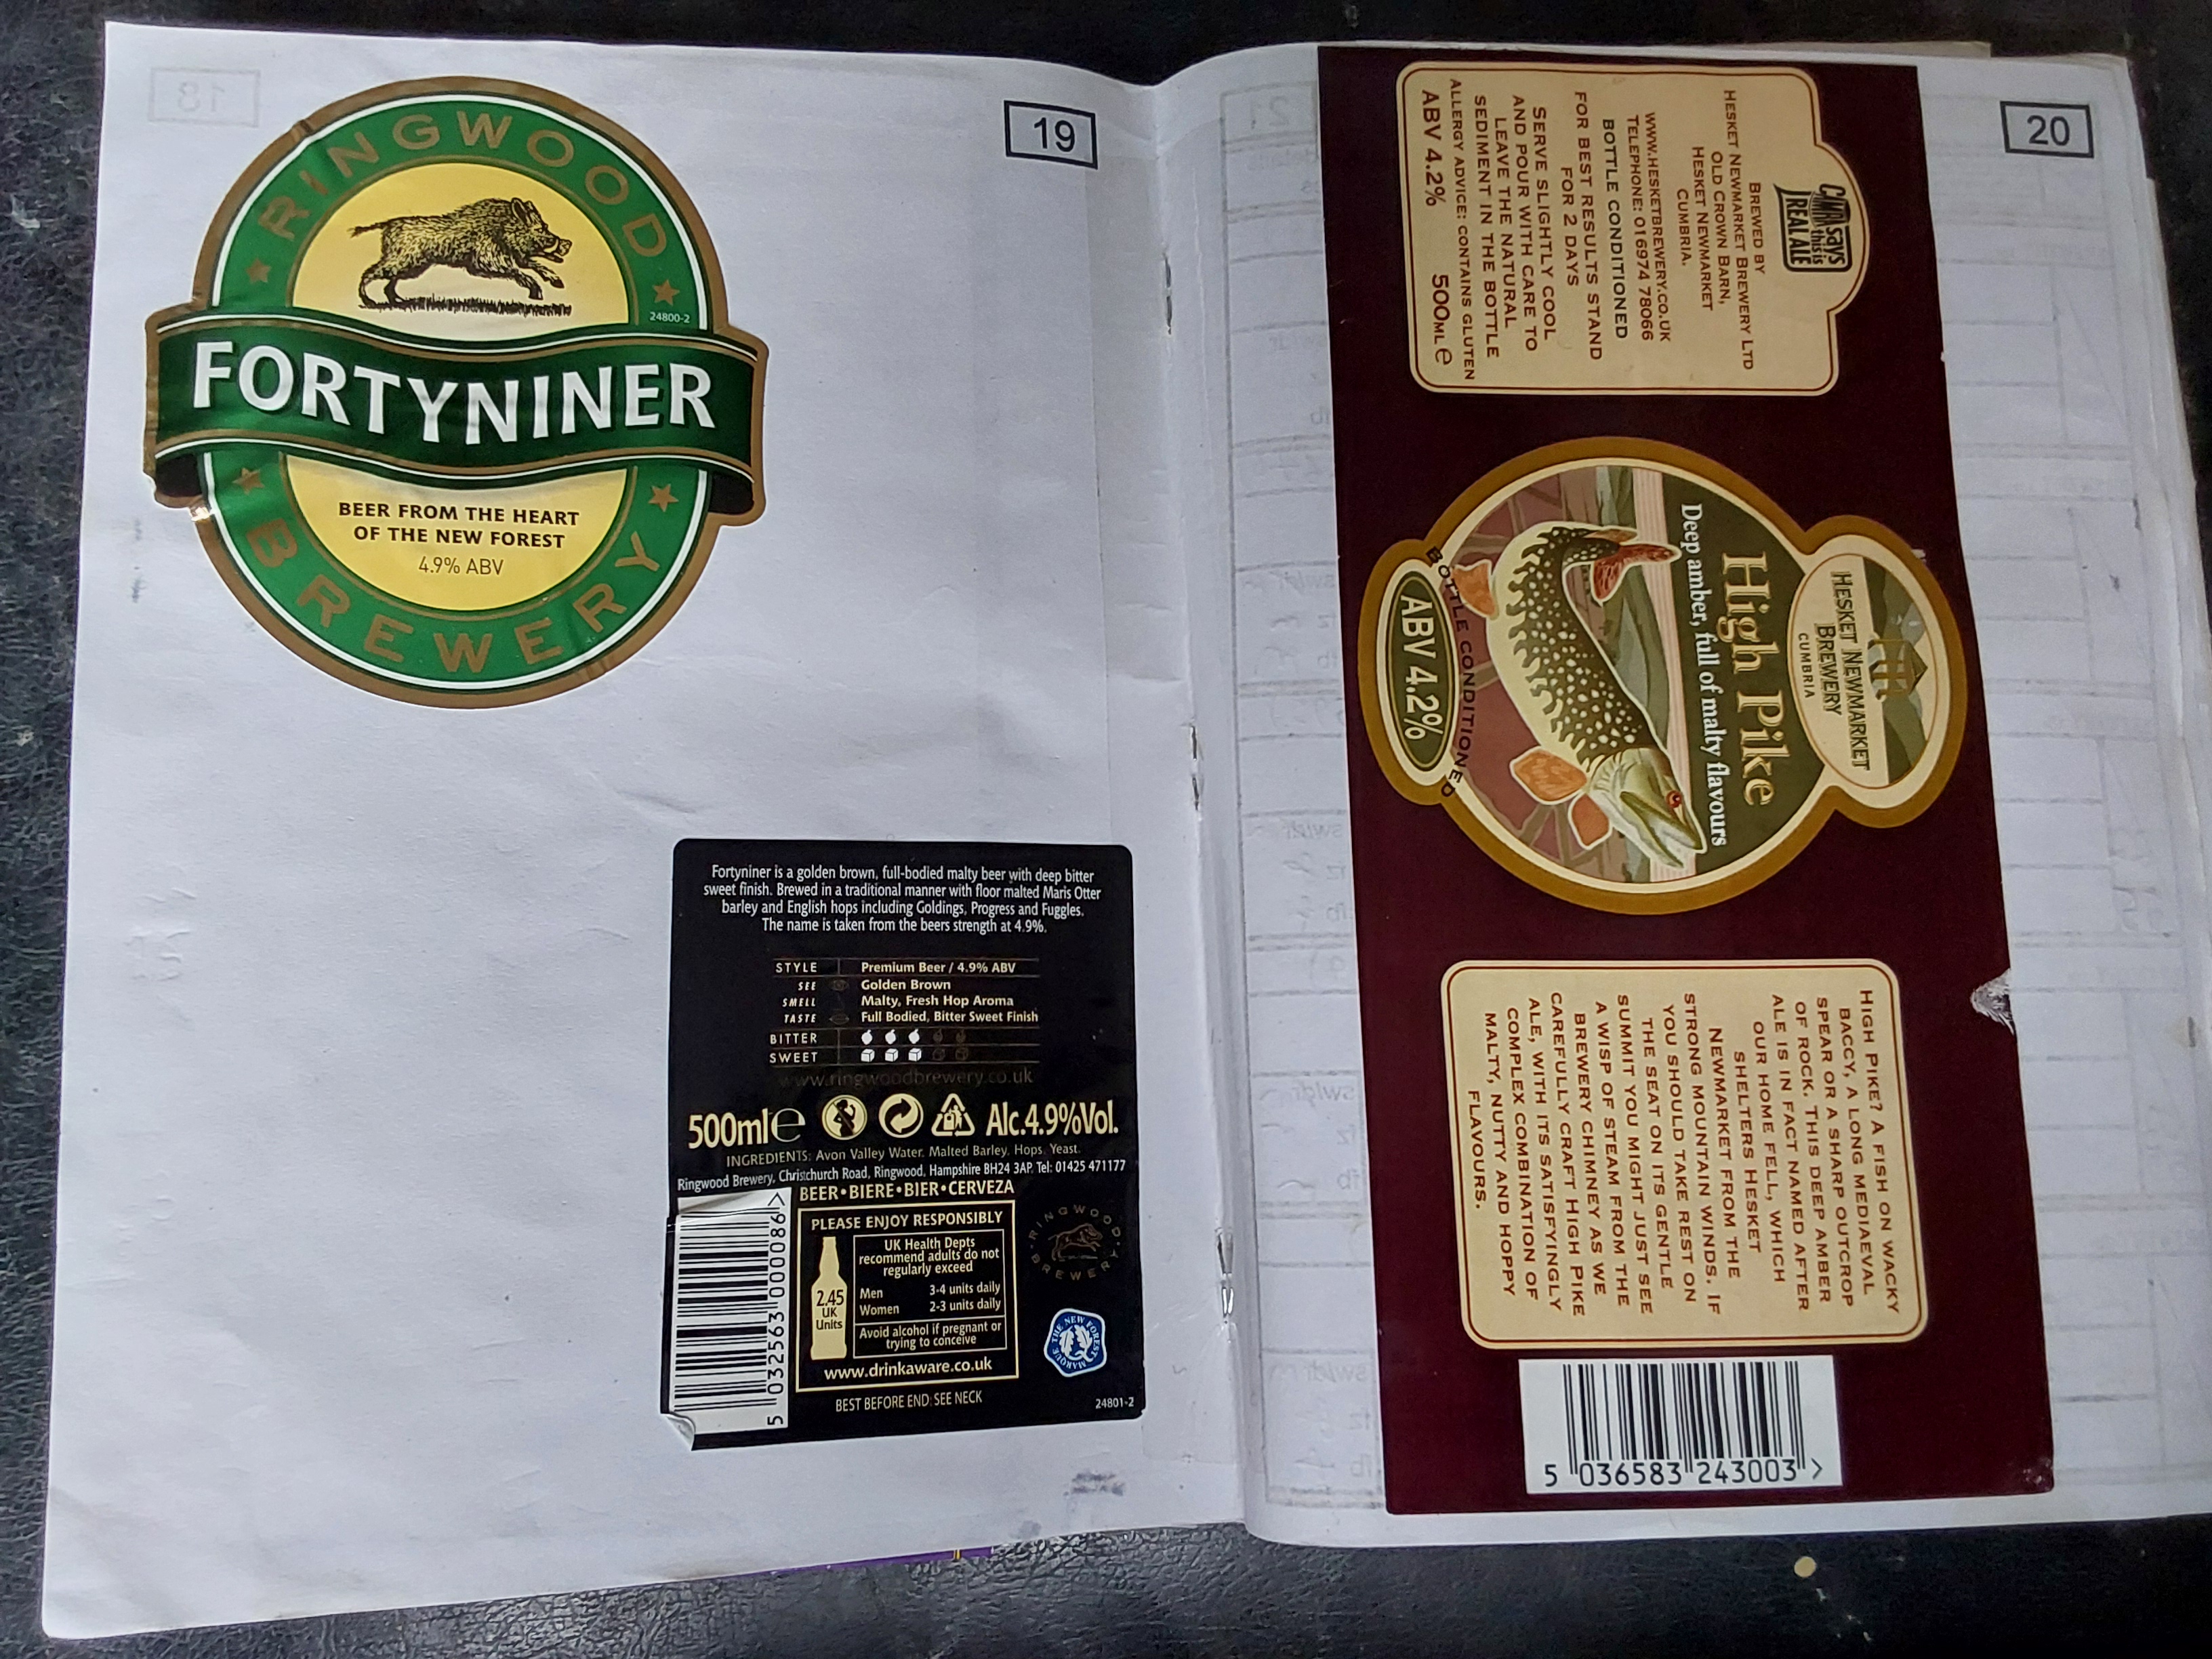 19
RINGWOOD
24800-2
FORTYNINER
BEER FROM THE HEART
OF THE NEW FOREST
4.9% ABV
BREWERY
Fortyniner is a golden brown, full-bodied malty beer with deep bitter
sweet finish. Brewed in a traditional manner with floor malted Maris Otter
barley and English hops including Goldings, Progress and Fuggles.
The name is taken from the beers strength at 4.9%.
STYLE Premium Beer / 4.9% ABV
SEE Golden Brown
SMELL Malty, Fresh Hop Aroma
TASTE Full Bodied, Bitter Sweet Finish
BITTER
SWEET
www.ringwoodbrewery.co.uk
500ml e Alc.4.9%Vol.
INGREDIENTS: Avon Valley Water. Malted Barley. Hops. Yeast.
Ringwood Brewery, Christchurch Road, Ringwood, Hampshire BH24 3AP. Tel: 01425 471177
BEER•BIERE•BIER•CERVEZA
5 032563 000086 >
PLEASE ENJOY RESPONSIBLY
2.45
UK
Units
UK Health Depts
recommend adults do not
regularly exceed
Men 3-4 units daily
Women 2-3 units daily
Avoid alcohol if pregnant or
trying to conceive
www.drinkaware.co.uk
RINGWOOD
BREWERY
THE NEW FOREST
MARQUE
BEST BEFORE END: SEE NECK
24801-2
20
CAMRA says
this is
REAL ALE
BREWED BY
HESKET NEWMARKET BREWERY LTD
OLD CROWN BARN,
HESKET NEWMARKET
CUMBRIA.
WWW.HESKETBREWERY.CO.UK
TELEPHONE: 016974 78066
BOTTLE CONDITIONED
FOR BEST RESULTS STAND
FOR 2 DAYS
SERVE SLIGHTLY COOL
AND POUR WITH CARE TO
LEAVE THE NATURAL
SEDIMENT IN THE BOTTLE
ALLERGY ADVICE: CONTAINS GLUTEN
ABV 4.2% 500ML e
HESKET NEWMARKET
BREWERY
CUMBRIA
High Pike
Deep amber, full of malty flavours
BOTTLE CONDITIONED
ABV 4.2%
HIGH PIKE? A FISH ON WACKY
BACCY, A LONG MEDIAEVAL
SPEAR OR A SHARP OUTCROP
OF ROCK. THIS DEEP AMBER
ALE IS IN FACT NAMED AFTER
OUR HOME FELL, WHICH
SHELTERS HESKET
NEWMARKET FROM THE
STRONG MOUNTAIN WINDS. IF
YOU SHOULD TAKE REST ON
THE SEAT ON ITS GENTLE
SUMMIT YOU MIGHT JUST SEE
A WISP OF STEAM FROM THE
BREWERY CHIMNEY AS WE
CAREFULLY CRAFT HIGH PIKE
ALE, WITH ITS SATISFYINGLY
COMPLEX COMBINATION OF
MALTY, NUTTY AND HOPPY
FLAVOURS.
5 036583 243003 >